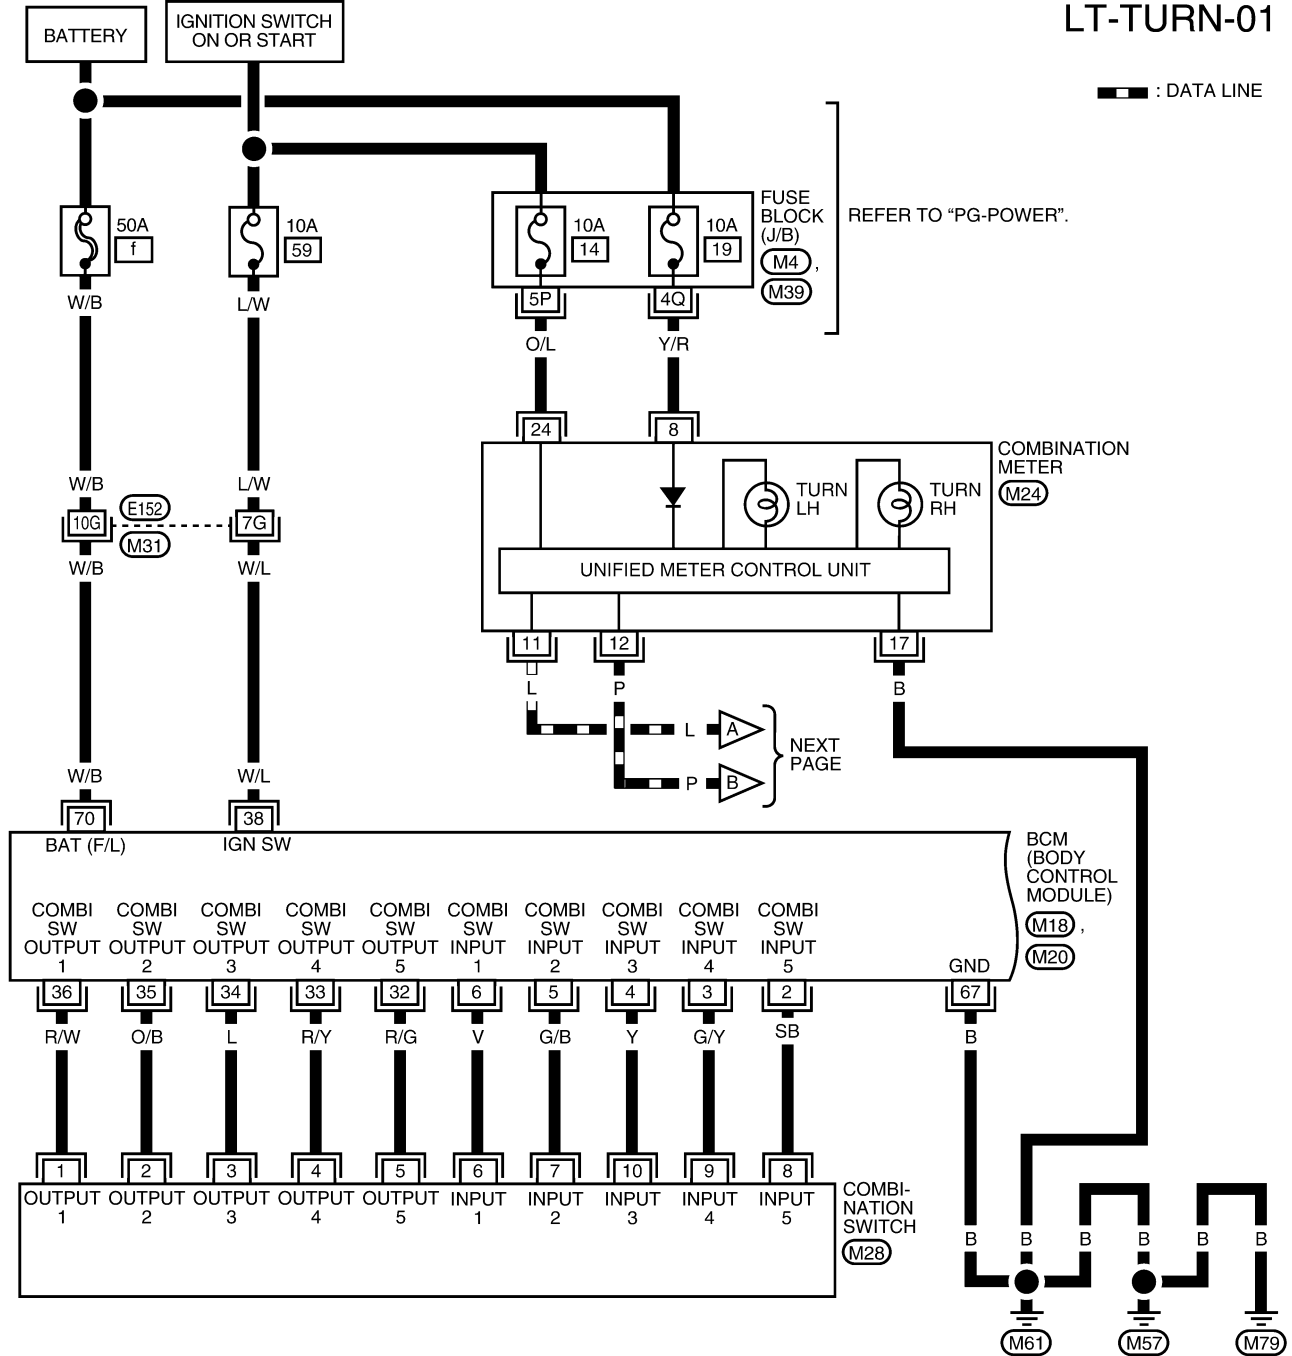 LT-TURN-01
BATTERY
IGNITION SWITCH
ON OR START
: DATA LINE
50A
f
10A
59
10A
14
10A
19
FUSE
BLOCK
(J/B)
M4 ,
M39
REFER TO “PG-POWER”.
W/B
L/W
5P
4Q
O/L
Y/R
24
8
COMBINATION
METER
M24
TURN
LH
TURN
RH
UNIFIED METER CONTROL UNIT
W/B
L/W
10G
E152
M31
7G
W/B
W/L
11
12
17
L
P
B
L
A
P
B
NEXT
PAGE
W/B
W/L
70
38
BAT (F/L)
IGN SW
BCM
(BODY
CONTROL
MODULE)
M18 ,
M20
COMBI
SW
OUTPUT
1
COMBI
SW
OUTPUT
2
COMBI
SW
OUTPUT
3
COMBI
SW
OUTPUT
4
COMBI
SW
OUTPUT
5
COMBI
SW
INPUT
1
COMBI
SW
INPUT
2
COMBI
SW
INPUT
3
COMBI
SW
INPUT
4
COMBI
SW
INPUT
5
GND
36
35
34
33
32
6
5
4
3
2
67
R/W
O/B
L
R/Y
R/G
V
G/B
Y
G/Y
SB
B
1
2
3
4
5
6
7
10
9
8
OUTPUT
1
OUTPUT
2
OUTPUT
3
OUTPUT
4
OUTPUT
5
INPUT
1
INPUT
2
INPUT
3
INPUT
4
INPUT
5
COMBI-
NATION
SWITCH
M28
B
B
B
B
B
B
M61
M57
M79